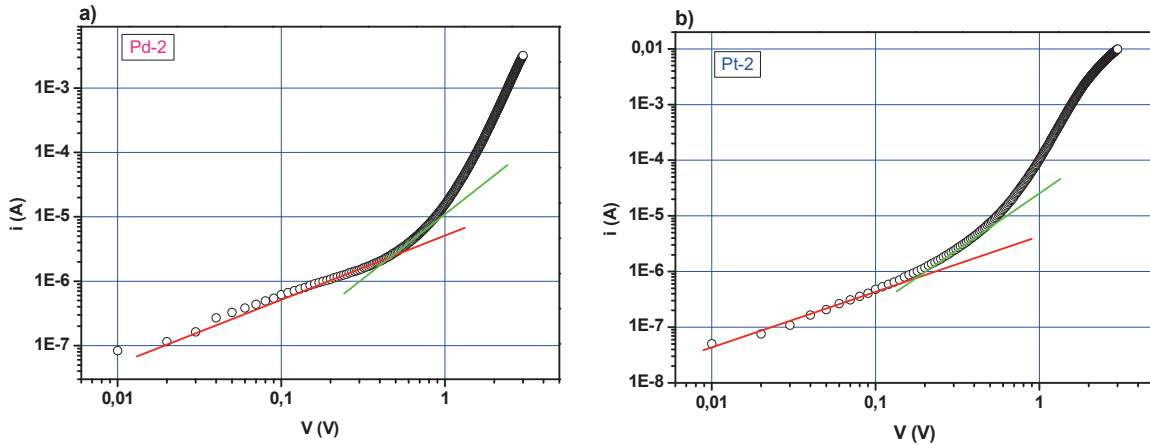 a)
Pd-2
i (A)
1E-3
1E-4
1E-5
1E-6
1E-7
0,01
0,1
1
V (V)
b)
Pt-2
i (A)
0,01
1E-3
1E-4
1E-5
1E-6
1E-7
1E-8
0,01
0,1
1
V (V)